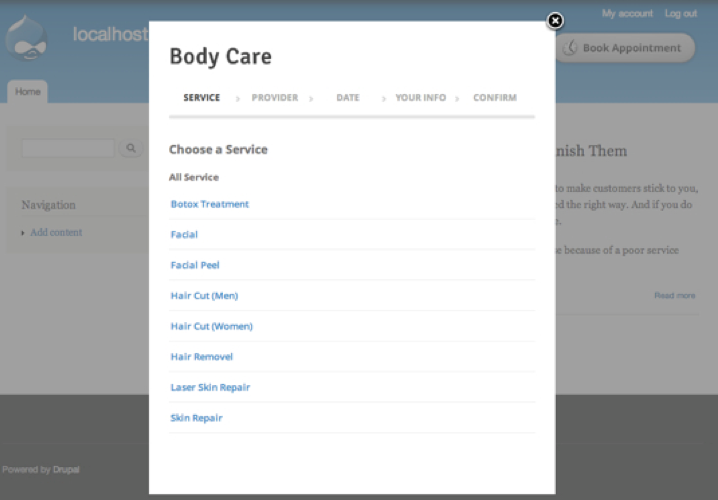 My account Log out
localhost
Book Appointment
Home
Body Care
SERVICE › PROVIDER › DATE › YOUR INFO › CONFIRM
Choose a Service
All Service
Botox Treatment
Facial
Facial Peel
Hair Cut (Men)
Hair Cut (Women)
Hair Removel
Laser Skin Repair
Skin Repair
Navigation
Add content
nish Them
to make customers stick to you,
d the right way. And if you do
e because of a poor service
Read more
Powered by Drupal